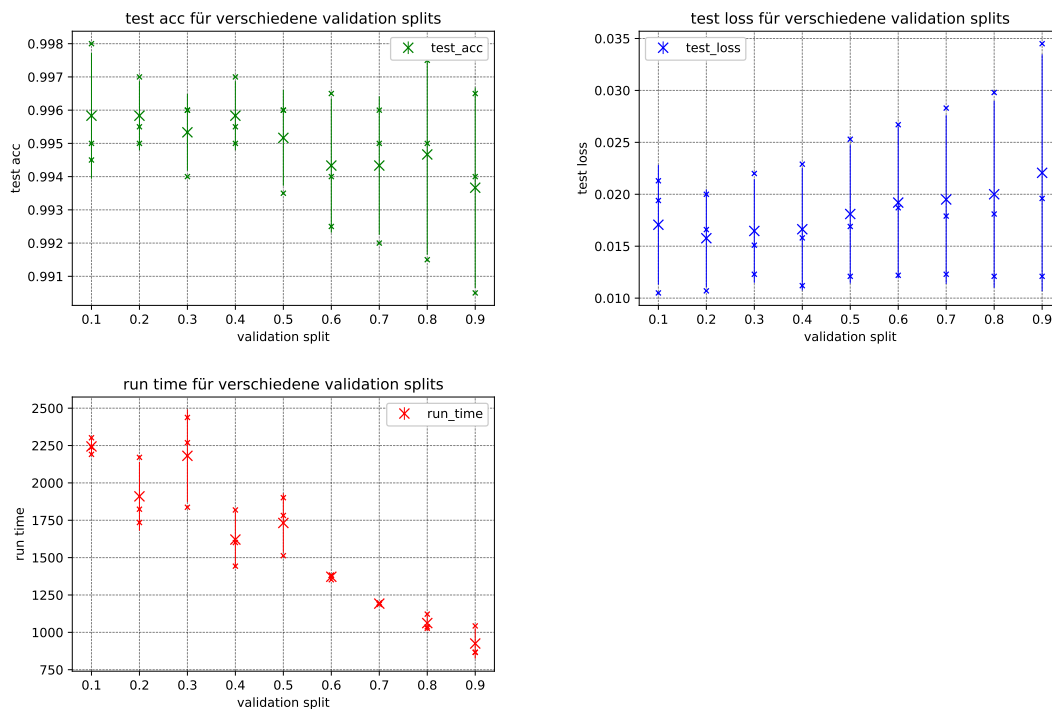 test acc für verschiedene validation splits
0.998
0.997
0.996
0.995
0.994
0.993
0.992
0.991
test acc
test_acc
0.1 0.2 0.3 0.4 0.5 0.6 0.7 0.8 0.9
validation split
test loss für verschiedene validation splits
0.035
0.030
0.025
0.020
0.015
0.010
test loss
test_loss
0.1 0.2 0.3 0.4 0.5 0.6 0.7 0.8 0.9
validation split
run time für verschiedene validation splits
2500
2250
2000
1750
1500
1250
1000
750
run time
run_time
0.1 0.2 0.3 0.4 0.5 0.6 0.7 0.8 0.9
validation split